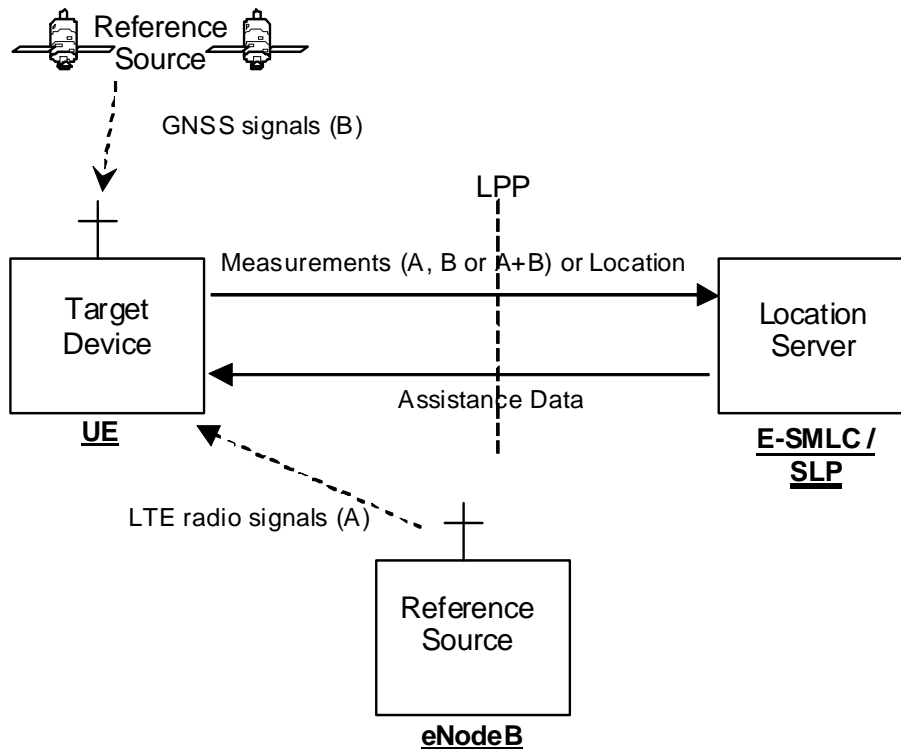 Reference
Source
GNSS signals (B)
LPP
Measurements (A, B or A+B) or Location
Target
Device
Location
Server
Assistance Data
UE
E-SMLC /
SLP
LTE radio signals (A)
Reference
Source
eNodeB